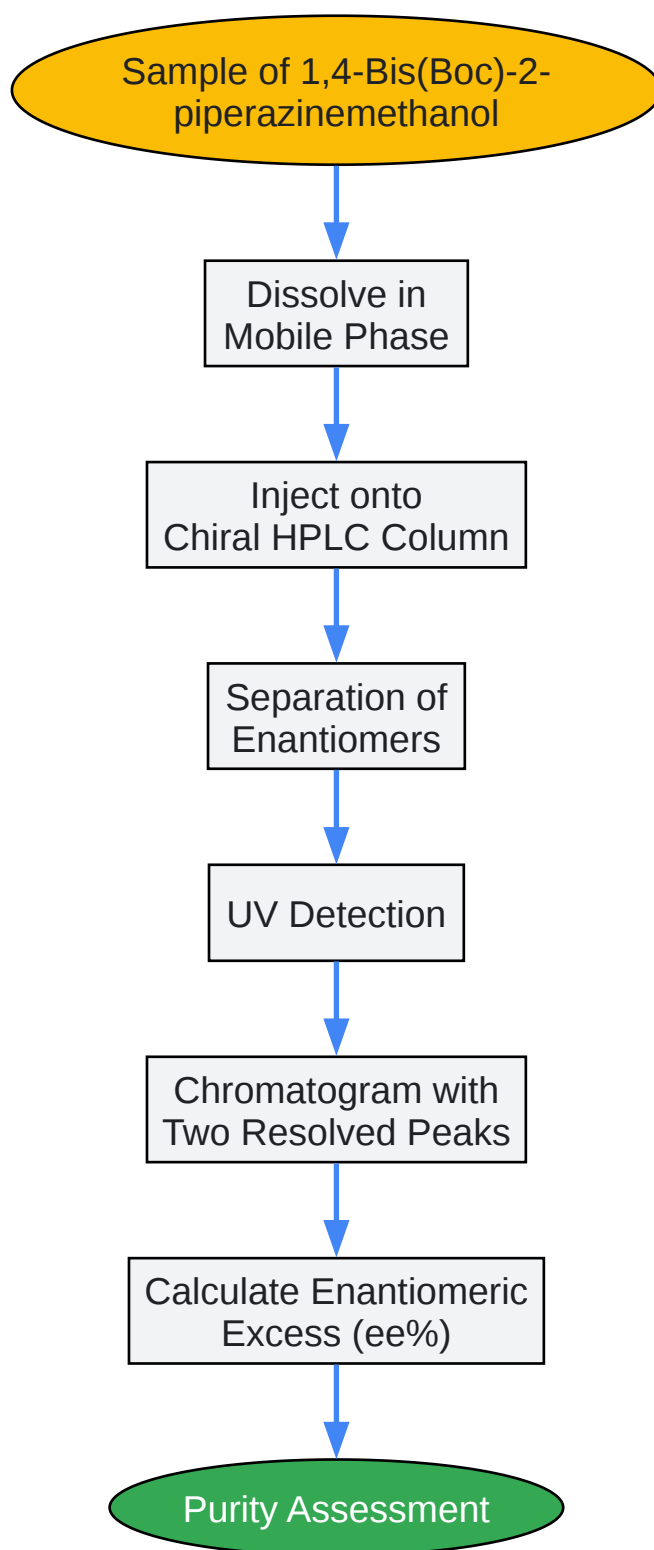 Sample of 1,4-Bis(Boc)-2-
piperazinemethanol
Dissolve in
Mobile Phase
Inject onto
Chiral HPLC Column
Separation of
Enantiomers
UV Detection
Chromatogram with
Two Resolved Peaks
Calculate Enantiomeric
Excess (ee%)
Purity Assessment